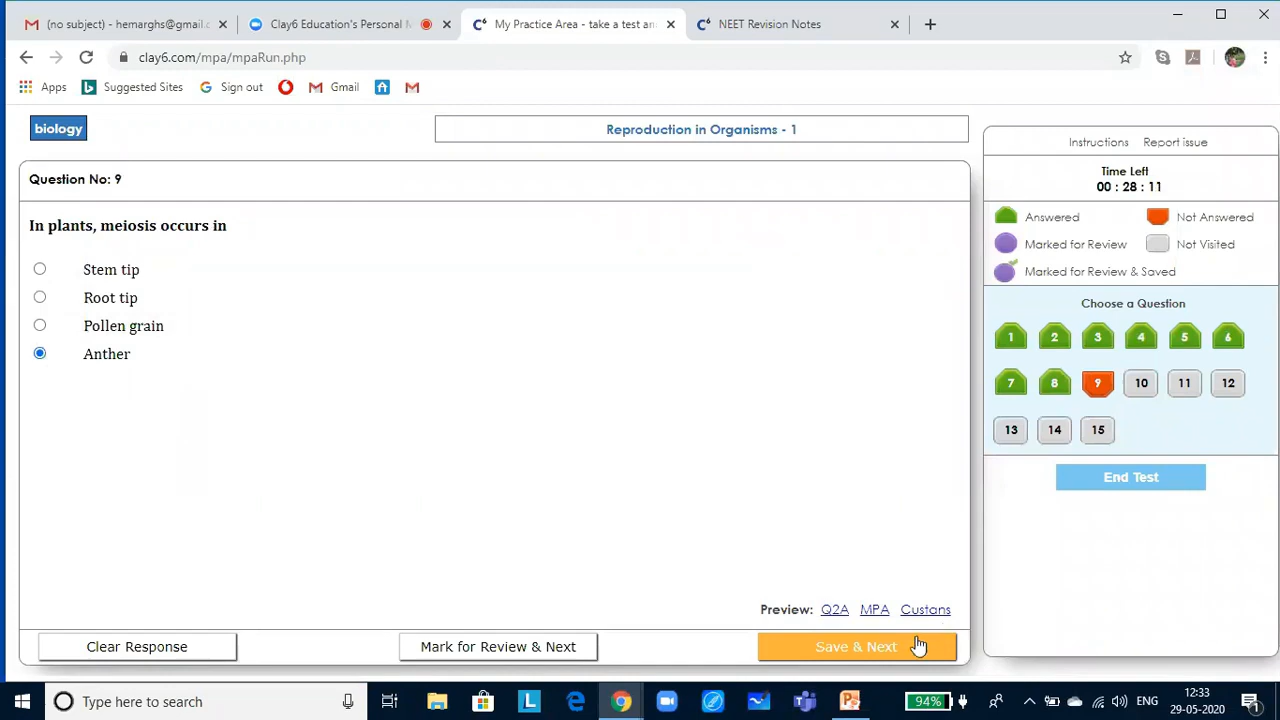 (no subject) - hemarghs@gmail.c
Clay6 Education's Personal M
My Practice Area - take a test an
NEET Revision Notes
clay6.com/mpa/mpaRun.php
Apps
Suggested Sites
Sign out
Gmail
biology
Reproduction in Organisms - 1
Instructions Report issue
Question No: 9
Time Left
00 : 28 : 11
In plants, meiosis occurs in
Answered
Not Answered
Marked for Review
Not Visited
Marked for Review & Saved
Stem tip
Root tip
Pollen grain
Anther
Choose a Question
1 2 3 4 5 6
7 8 9 10 11 12
13 14 15
End Test
Preview: Q2A MPA Custans
Clear Response
Mark for Review & Next
Save & Next
Type here to search
94%
ENG
12:33
29-05-2020
1